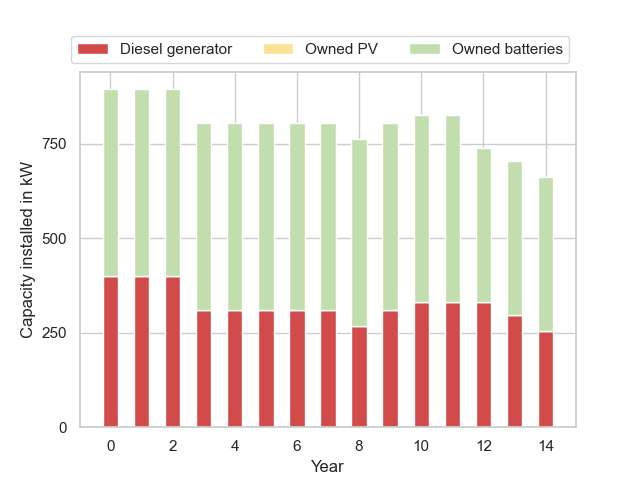 Diesel generator Owned PV Owned batteries
Capacity installed in kW
750
500
250
0
0 2 4 6 8 10 12 14
Year